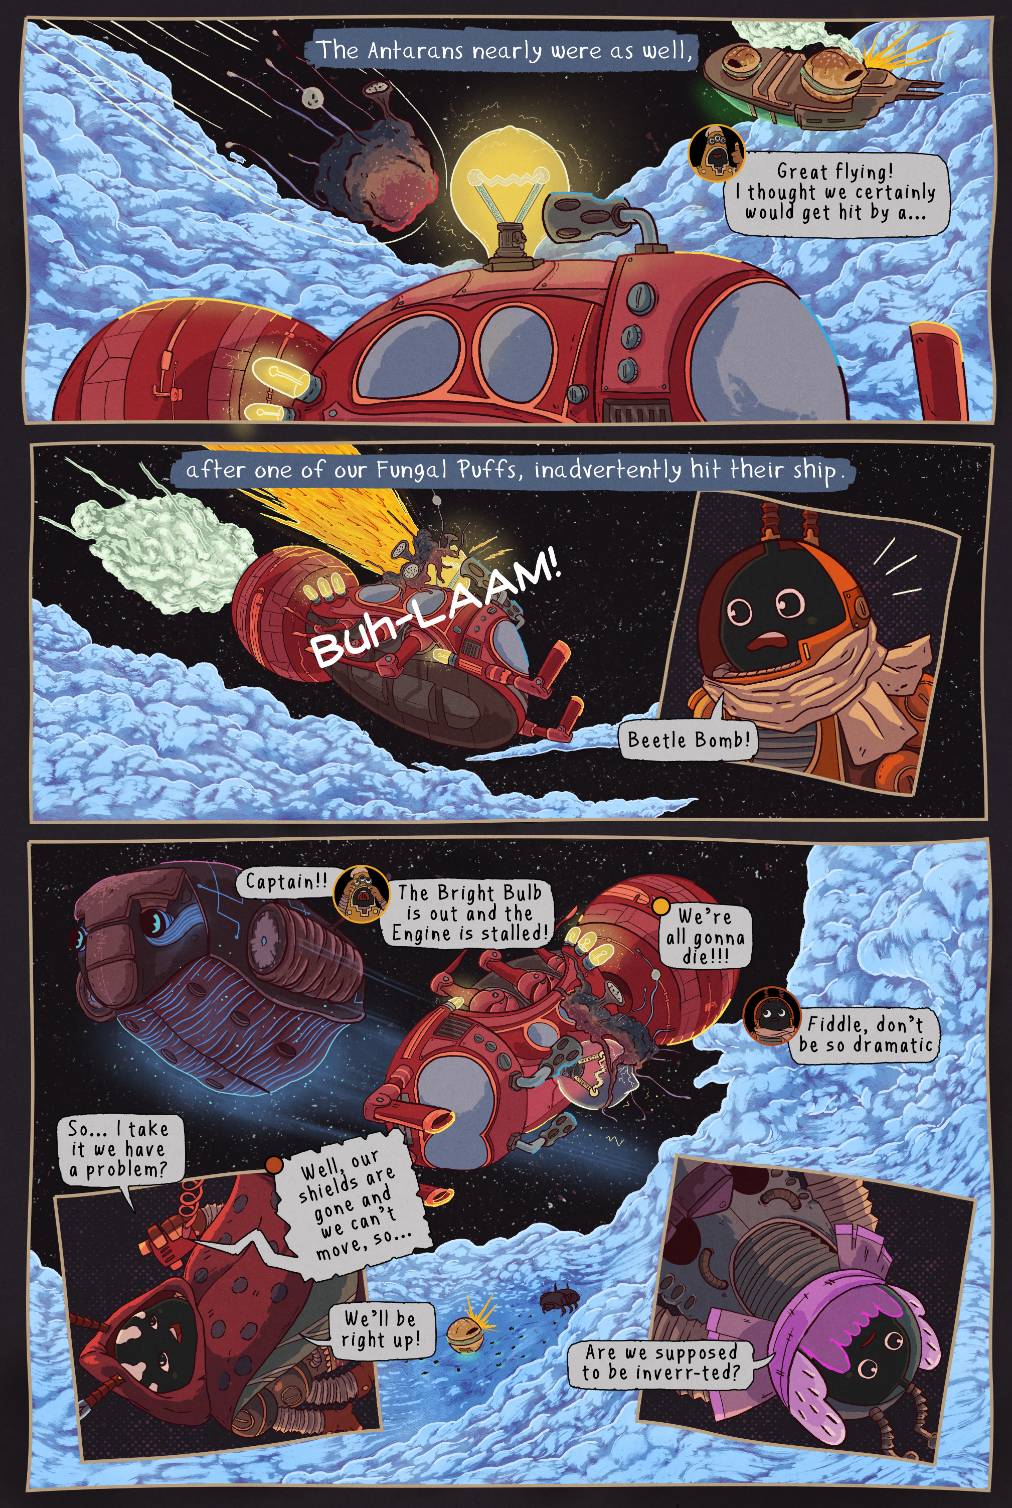 The Antarans nearly were as well,
Great flying!
I thought we certainly
would get hit by a...
after one of our Fungal Puffs, inadvertently hit their ship.
Buh-LAAM!
Beetle Bomb!
Captain!!
The Bright Bulb
is out and the
Engine is stalled!
We're
all gonna
die!!!
Fiddle, don't
be so dramatic
So... I take
it we have
a problem?
Well, our
shields are
gone and
we can't
move, so...
We'll be
right up!
Are we supposed
to be inverr-ted?